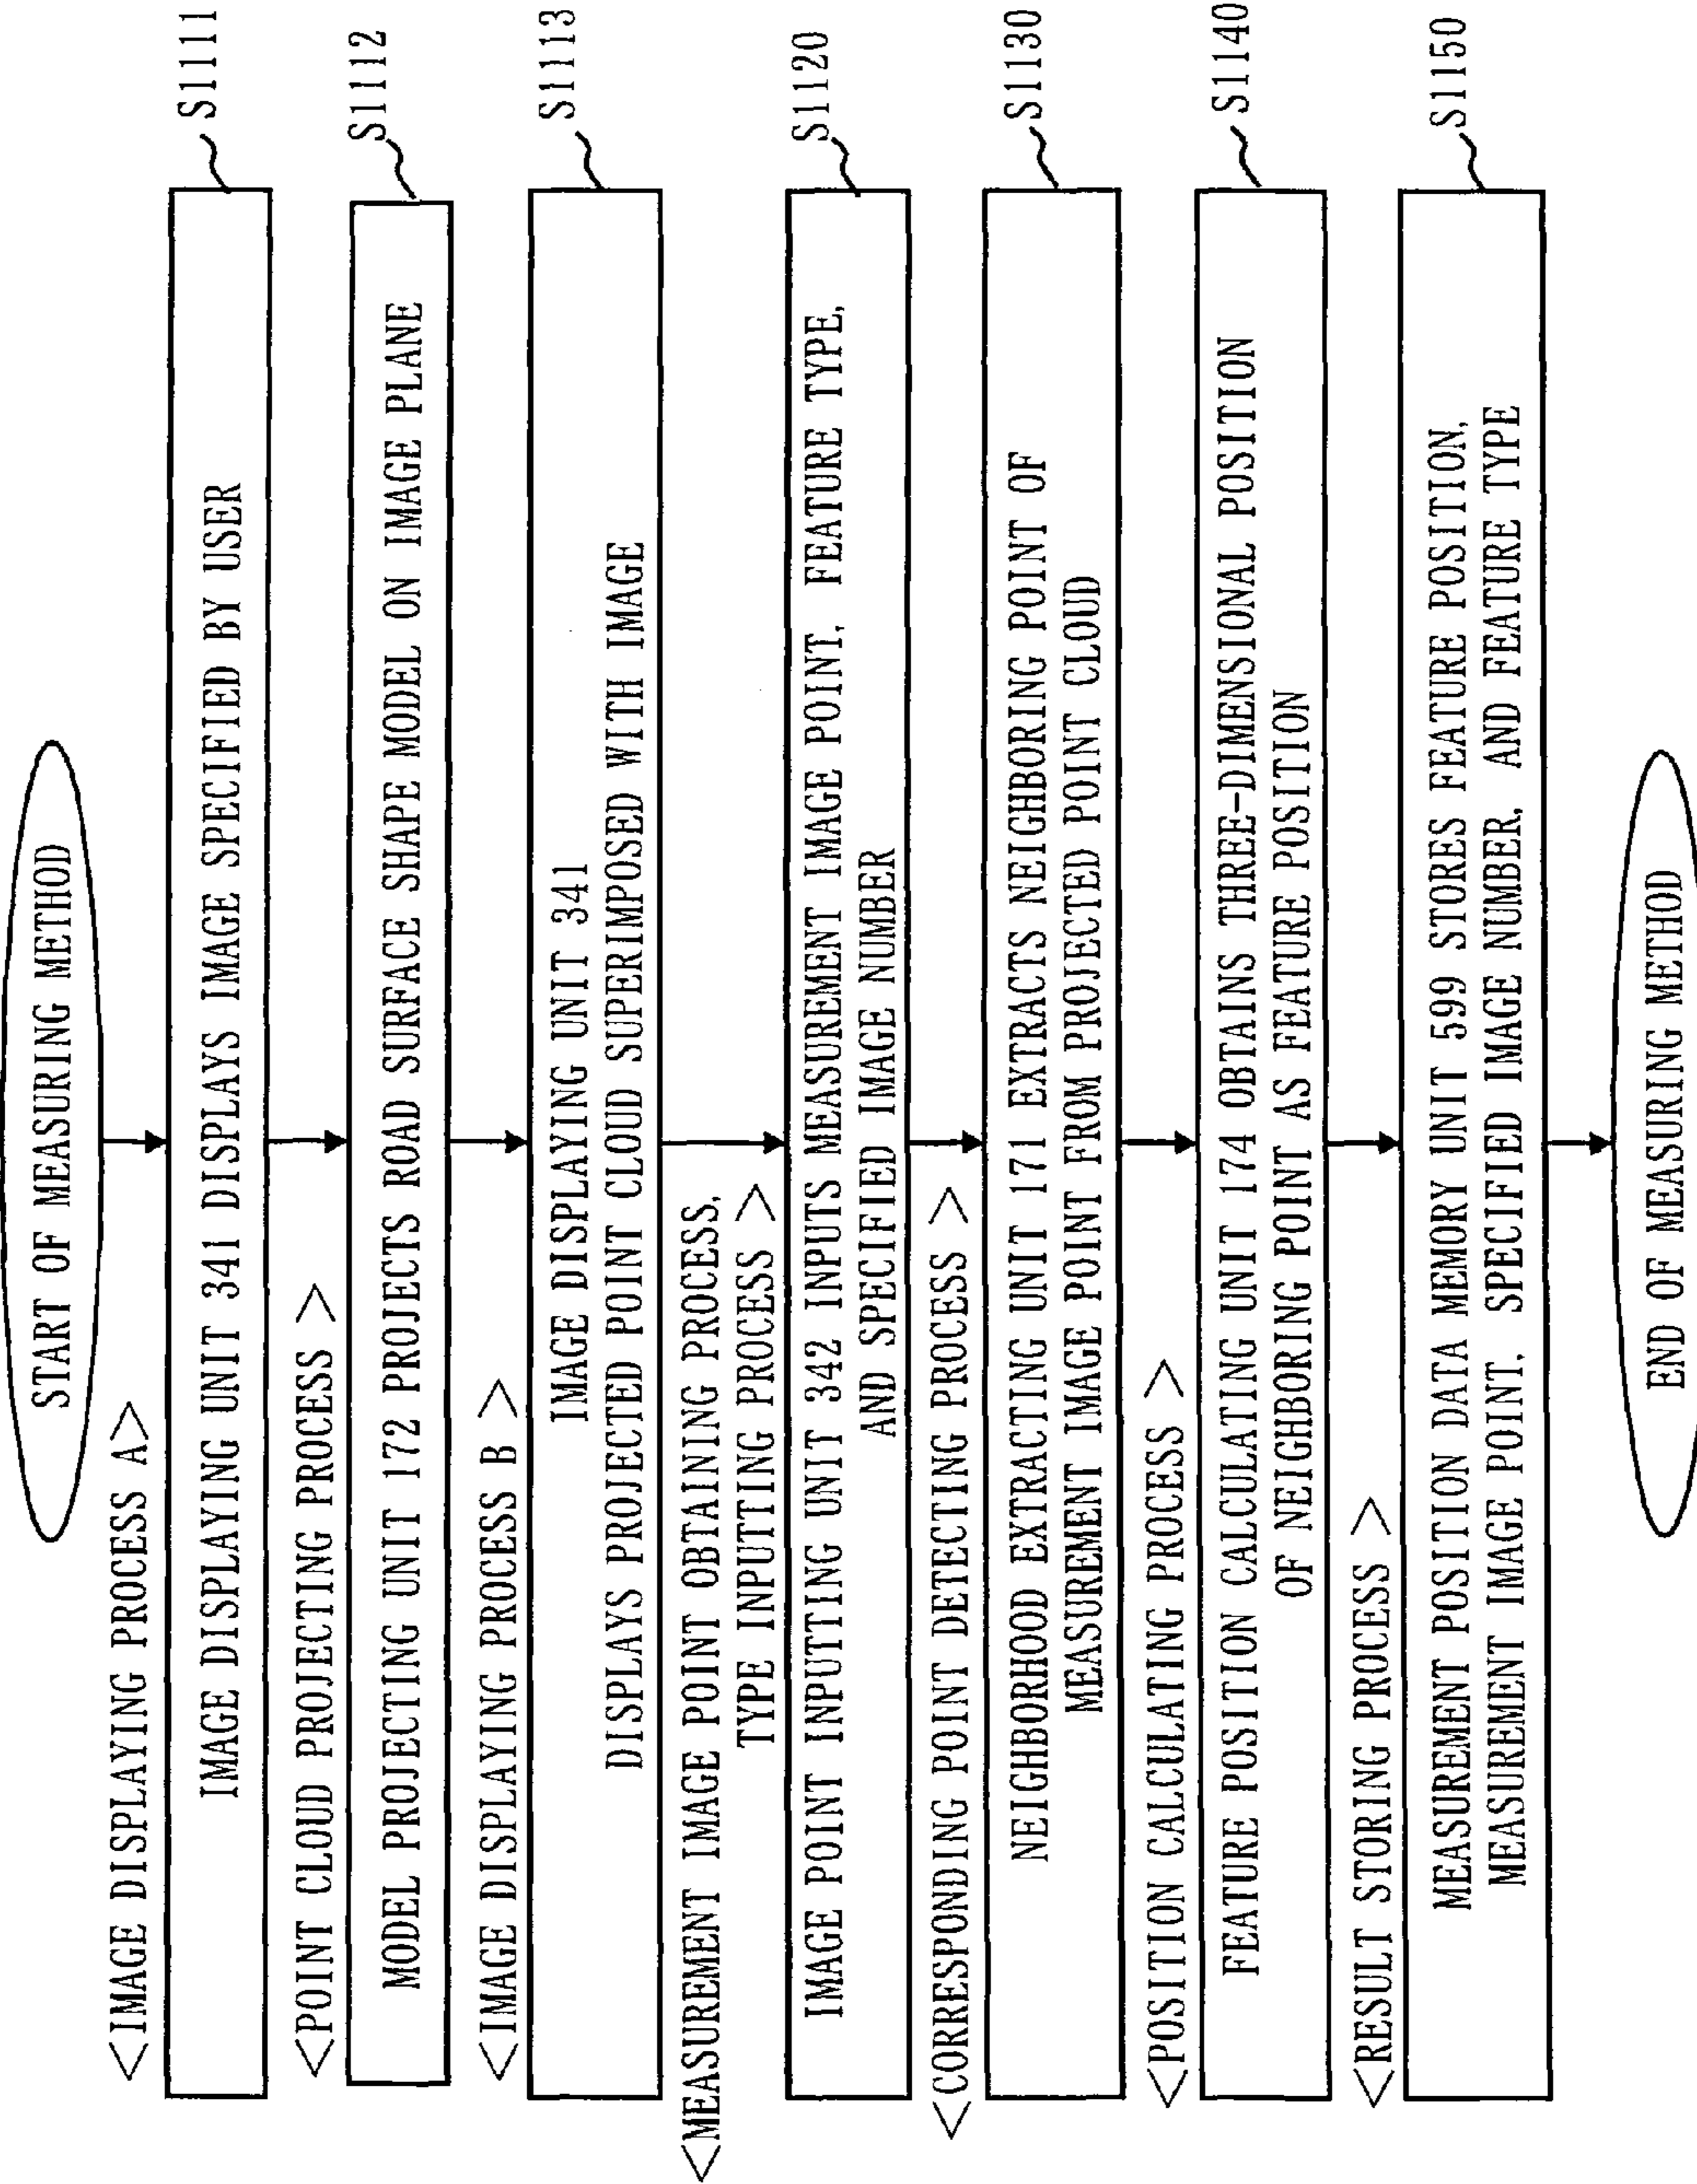 START OF MEASURING METHOD
<IMAGE DISPLAYING PROCESS A>
S1111
IMAGE DISPLAYING UNIT 341 DISPLAYS IMAGE SPECIFIED BY USER
<POINT CLOUD PROJECTING PROCESS >
S1112
MODEL PROJECTING UNIT 172 PROJECTS ROAD SURFACE SHAPE MODEL ON IMAGE PLANE
<IMAGE DISPLAYING PROCESS B >
S1113
IMAGE DISPLAYING UNIT 341
DISPLAYS PROJECTED POINT CLOUD SUPERIMPOSED WITH IMAGE
<MEASUREMENT IMAGE POINT OBTAINING PROCESS,
TYPE INPUTTING PROCESS >
S1120
IMAGE POINT INPUTTING UNIT 342 INPUTS MEASUREMENT IMAGE POINT, FEATURE TYPE,
AND SPECIFIED IMAGE NUMBER
<CORRESPONDING POINT DETECTING PROCESS >
S1130
NEIGHBORHOOD EXTRACTING UNIT 171 EXTRACTS NEIGHBORING POINT OF
MEASUREMENT IMAGE POINT FROM PROJECTED POINT CLOUD
<POSITION CALCULATING PROCESS >
S1140
FEATURE POSITION CALCULATING UNIT 174 OBTAINS THREE-DIMENSIONAL POSITION
OF NEIGHBORING POINT AS FEATURE POSITION
<RESULT STORING PROCESS >
S1150
MEASUREMENT POSITION DATA MEMORY UNIT 599 STORES FEATURE POSITION,
MEASUREMENT IMAGE POINT, SPECIFIED IMAGE NUMBER, AND FEATURE TYPE
END OF MEASURING METHOD